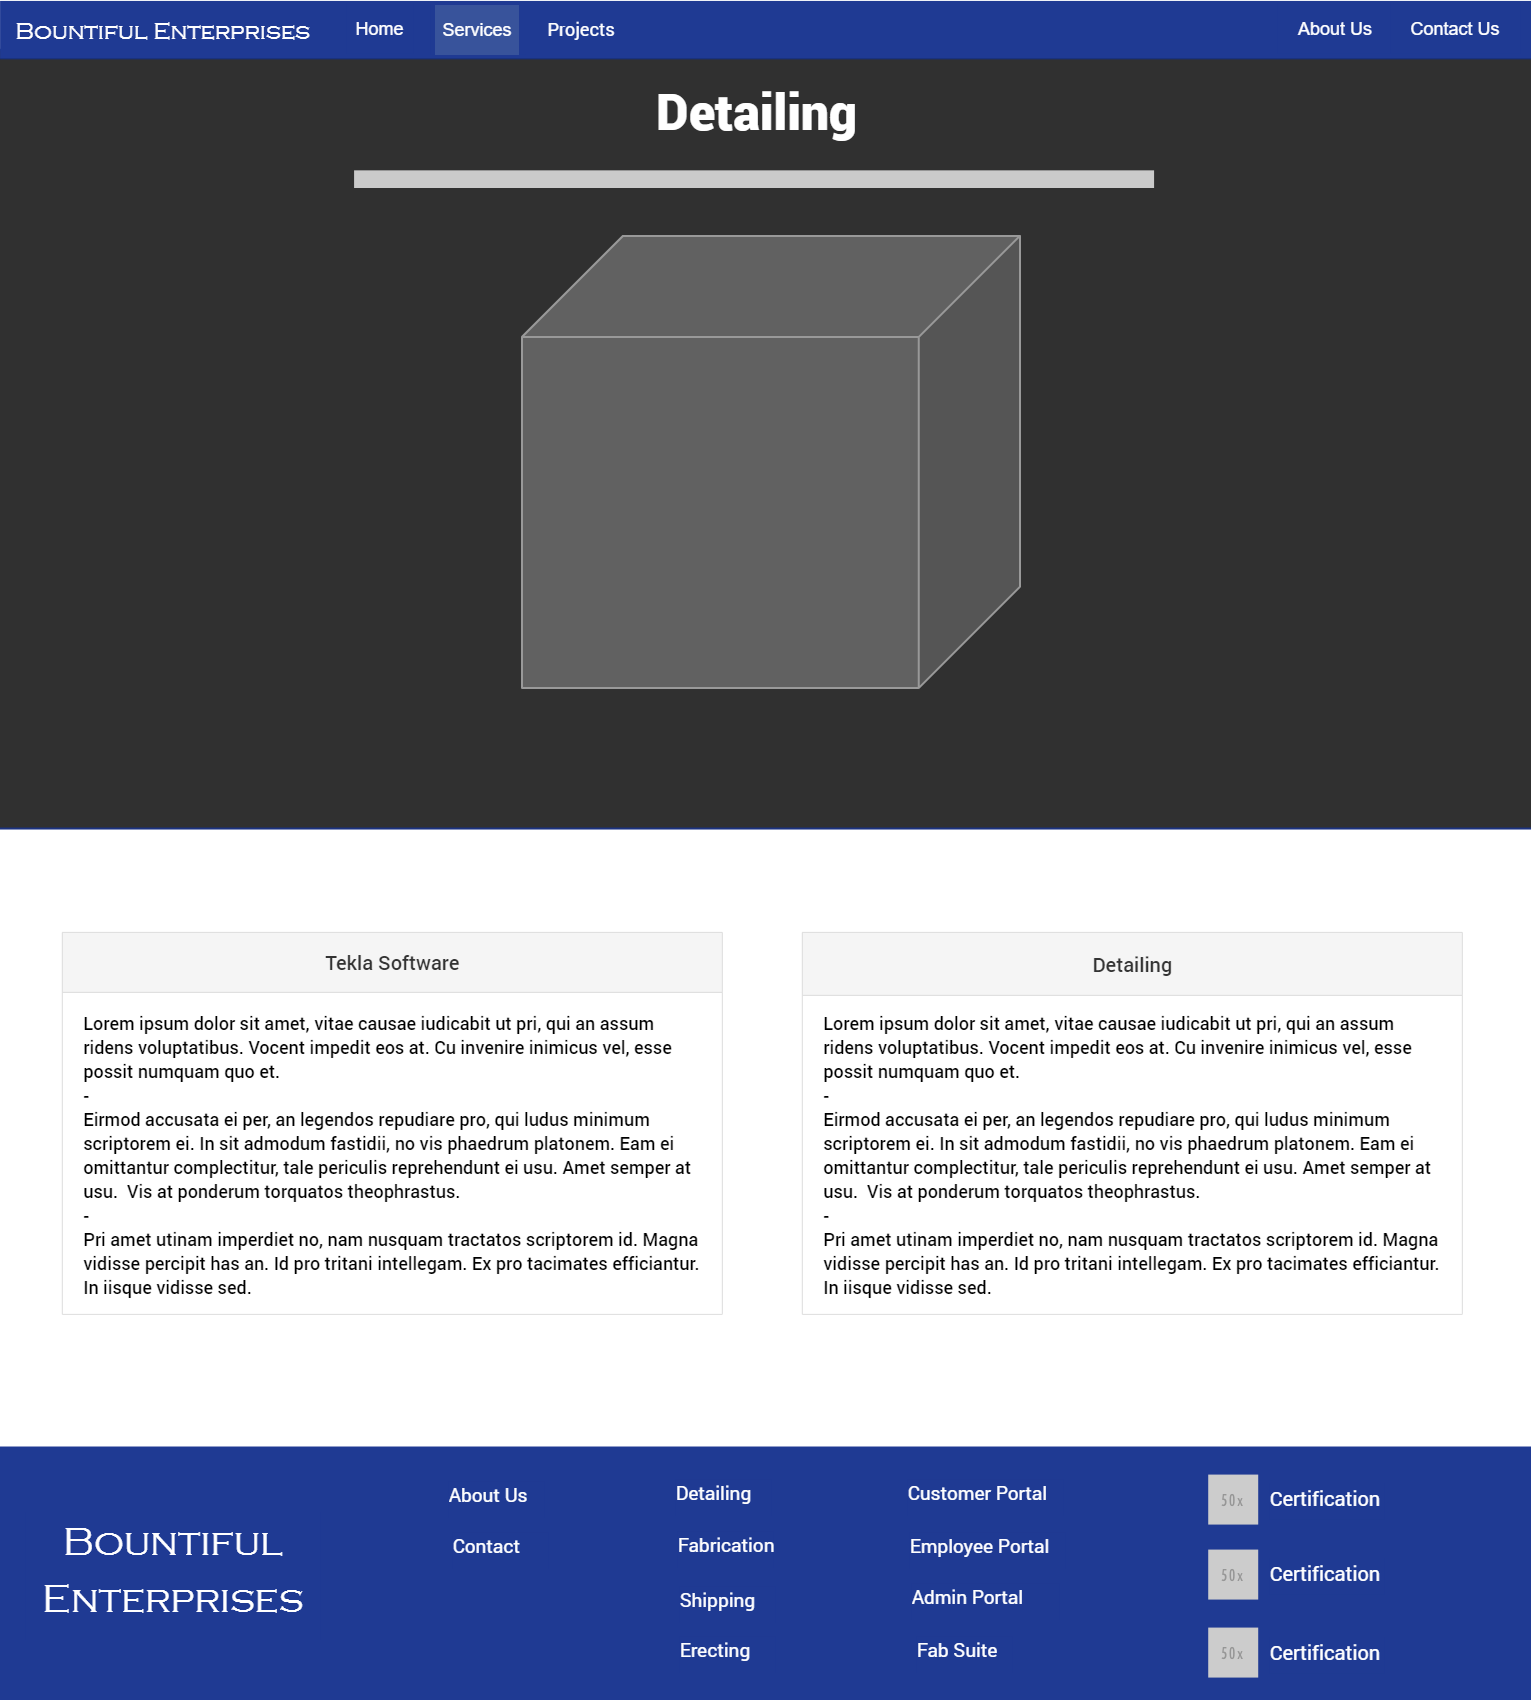 Bountiful Enterprises Home Services Projects About Us Contact Us
Detailing
Tekla Software
Lorem ipsum dolor sit amet, vitae causae iudicabit ut pri, qui an assum
ridens voluptatibus. Vocent impedit eos at. Cu invenire inimicus vel, esse
possit numquam quo et.
-
Eirmod accusata ei per, an legendos repudiare pro, qui ludus minimum
scriptorem ei. In sit admodum fastidii, no vis phaedrum platonem. Eam ei
omittantur complectitur, tale periculis reprehendunt ei usu. Amet semper at
usu.  Vis at ponderum torquatos theophrastus.
-
Pri amet utinam imperdiet no, nam nusquam tractatos scriptorem id. Magna
vidisse percipit has an. Id pro tritani intellegam. Ex pro tacimates efficiantur.
In iisque vidisse sed.
Detailing
Lorem ipsum dolor sit amet, vitae causae iudicabit ut pri, qui an assum
ridens voluptatibus. Vocent impedit eos at. Cu invenire inimicus vel, esse
possit numquam quo et.
-
Eirmod accusata ei per, an legendos repudiare pro, qui ludus minimum
scriptorem ei. In sit admodum fastidii, no vis phaedrum platonem. Eam ei
omittantur complectitur, tale periculis reprehendunt ei usu. Amet semper at
usu.  Vis at ponderum torquatos theophrastus.
-
Pri amet utinam imperdiet no, nam nusquam tractatos scriptorem id. Magna
vidisse percipit has an. Id pro tritani intellegam. Ex pro tacimates efficiantur.
In iisque vidisse sed.
Bountiful
Enterprises
About Us
Contact
Detailing
Fabrication
Shipping
Erecting
Customer Portal
Employee Portal
Admin Portal
Fab Suite
50x Certification
50x Certification
50x Certification